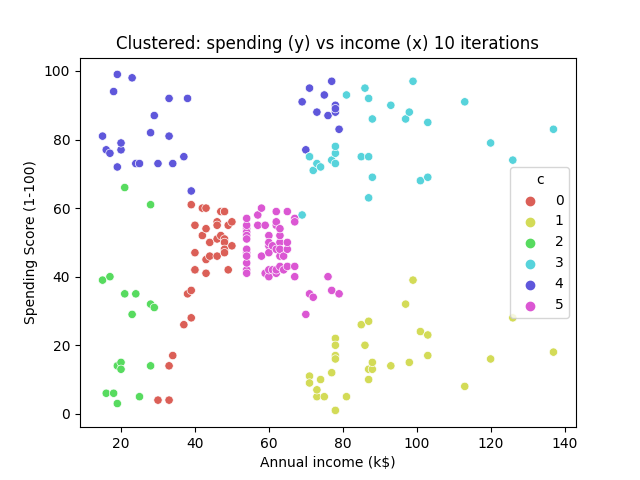 Clustered: spending (y) vs income (x) 10 iterations
100
80
60
40
20
0
Spending Score (1-100)
c
0
1
2
3
4
5
20 40 60 80 100 120 140
Annual income (k$)